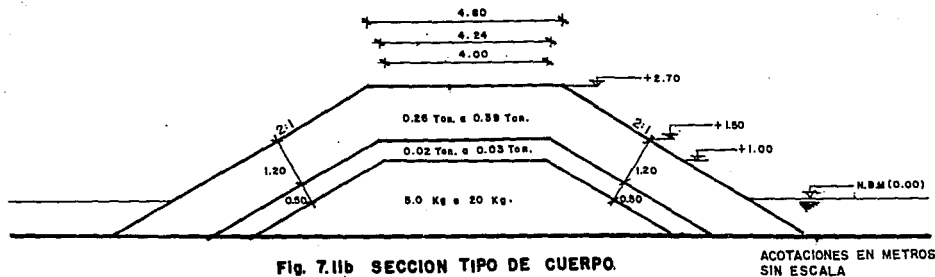 4.80
4.24
4.00
+2.70
2:1
0.26 Ton. a 0.39 Ton.
2:1
+1.50
0.02 Ton. a 0.03 Ton.
+1.00
1.20
1.20
N.B.M (0.00)
0.50
5.0 Kg a 20 Kg.
0.50
Fig. 7.11b SECCION TIPO DE CUERPO.
ACOTACIONES EN METROS
SIN ESCALA